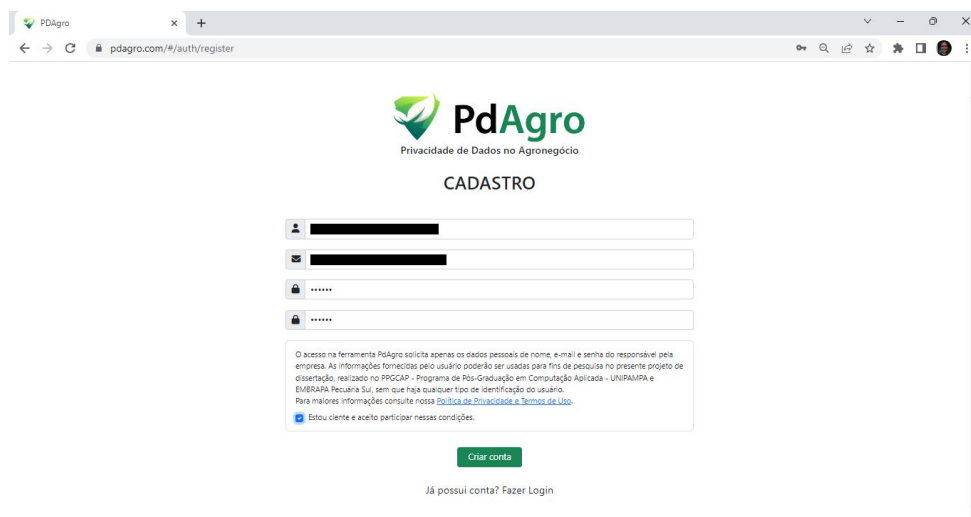 PDAgro
pdagro.com/#/auth/register
PdAgro
Privacidade de Dados no Agronegócio
CADASTRO
••••••
••••••
O acesso na ferramenta PdAgro solicita apenas os dados pessoais de nome, e-mail e senha do responsável pela
empresa. As informações fornecidas pelo usuário poderão ser usadas para fins de pesquisa no presente projeto de
dissertação, realizado no PPGCAP - Programa de Pós-Graduação em Computação Aplicada - UNIPAMPA e
EMBRAPA Pecuária Sul, sem que haja qualquer tipo de identificação do usuário.
Para maiores informações consulte nossa Política de Privacidade e Termos de Uso.
Estou ciente e aceito participar nessas condições.
Criar conta
Já possui conta? Fazer Login